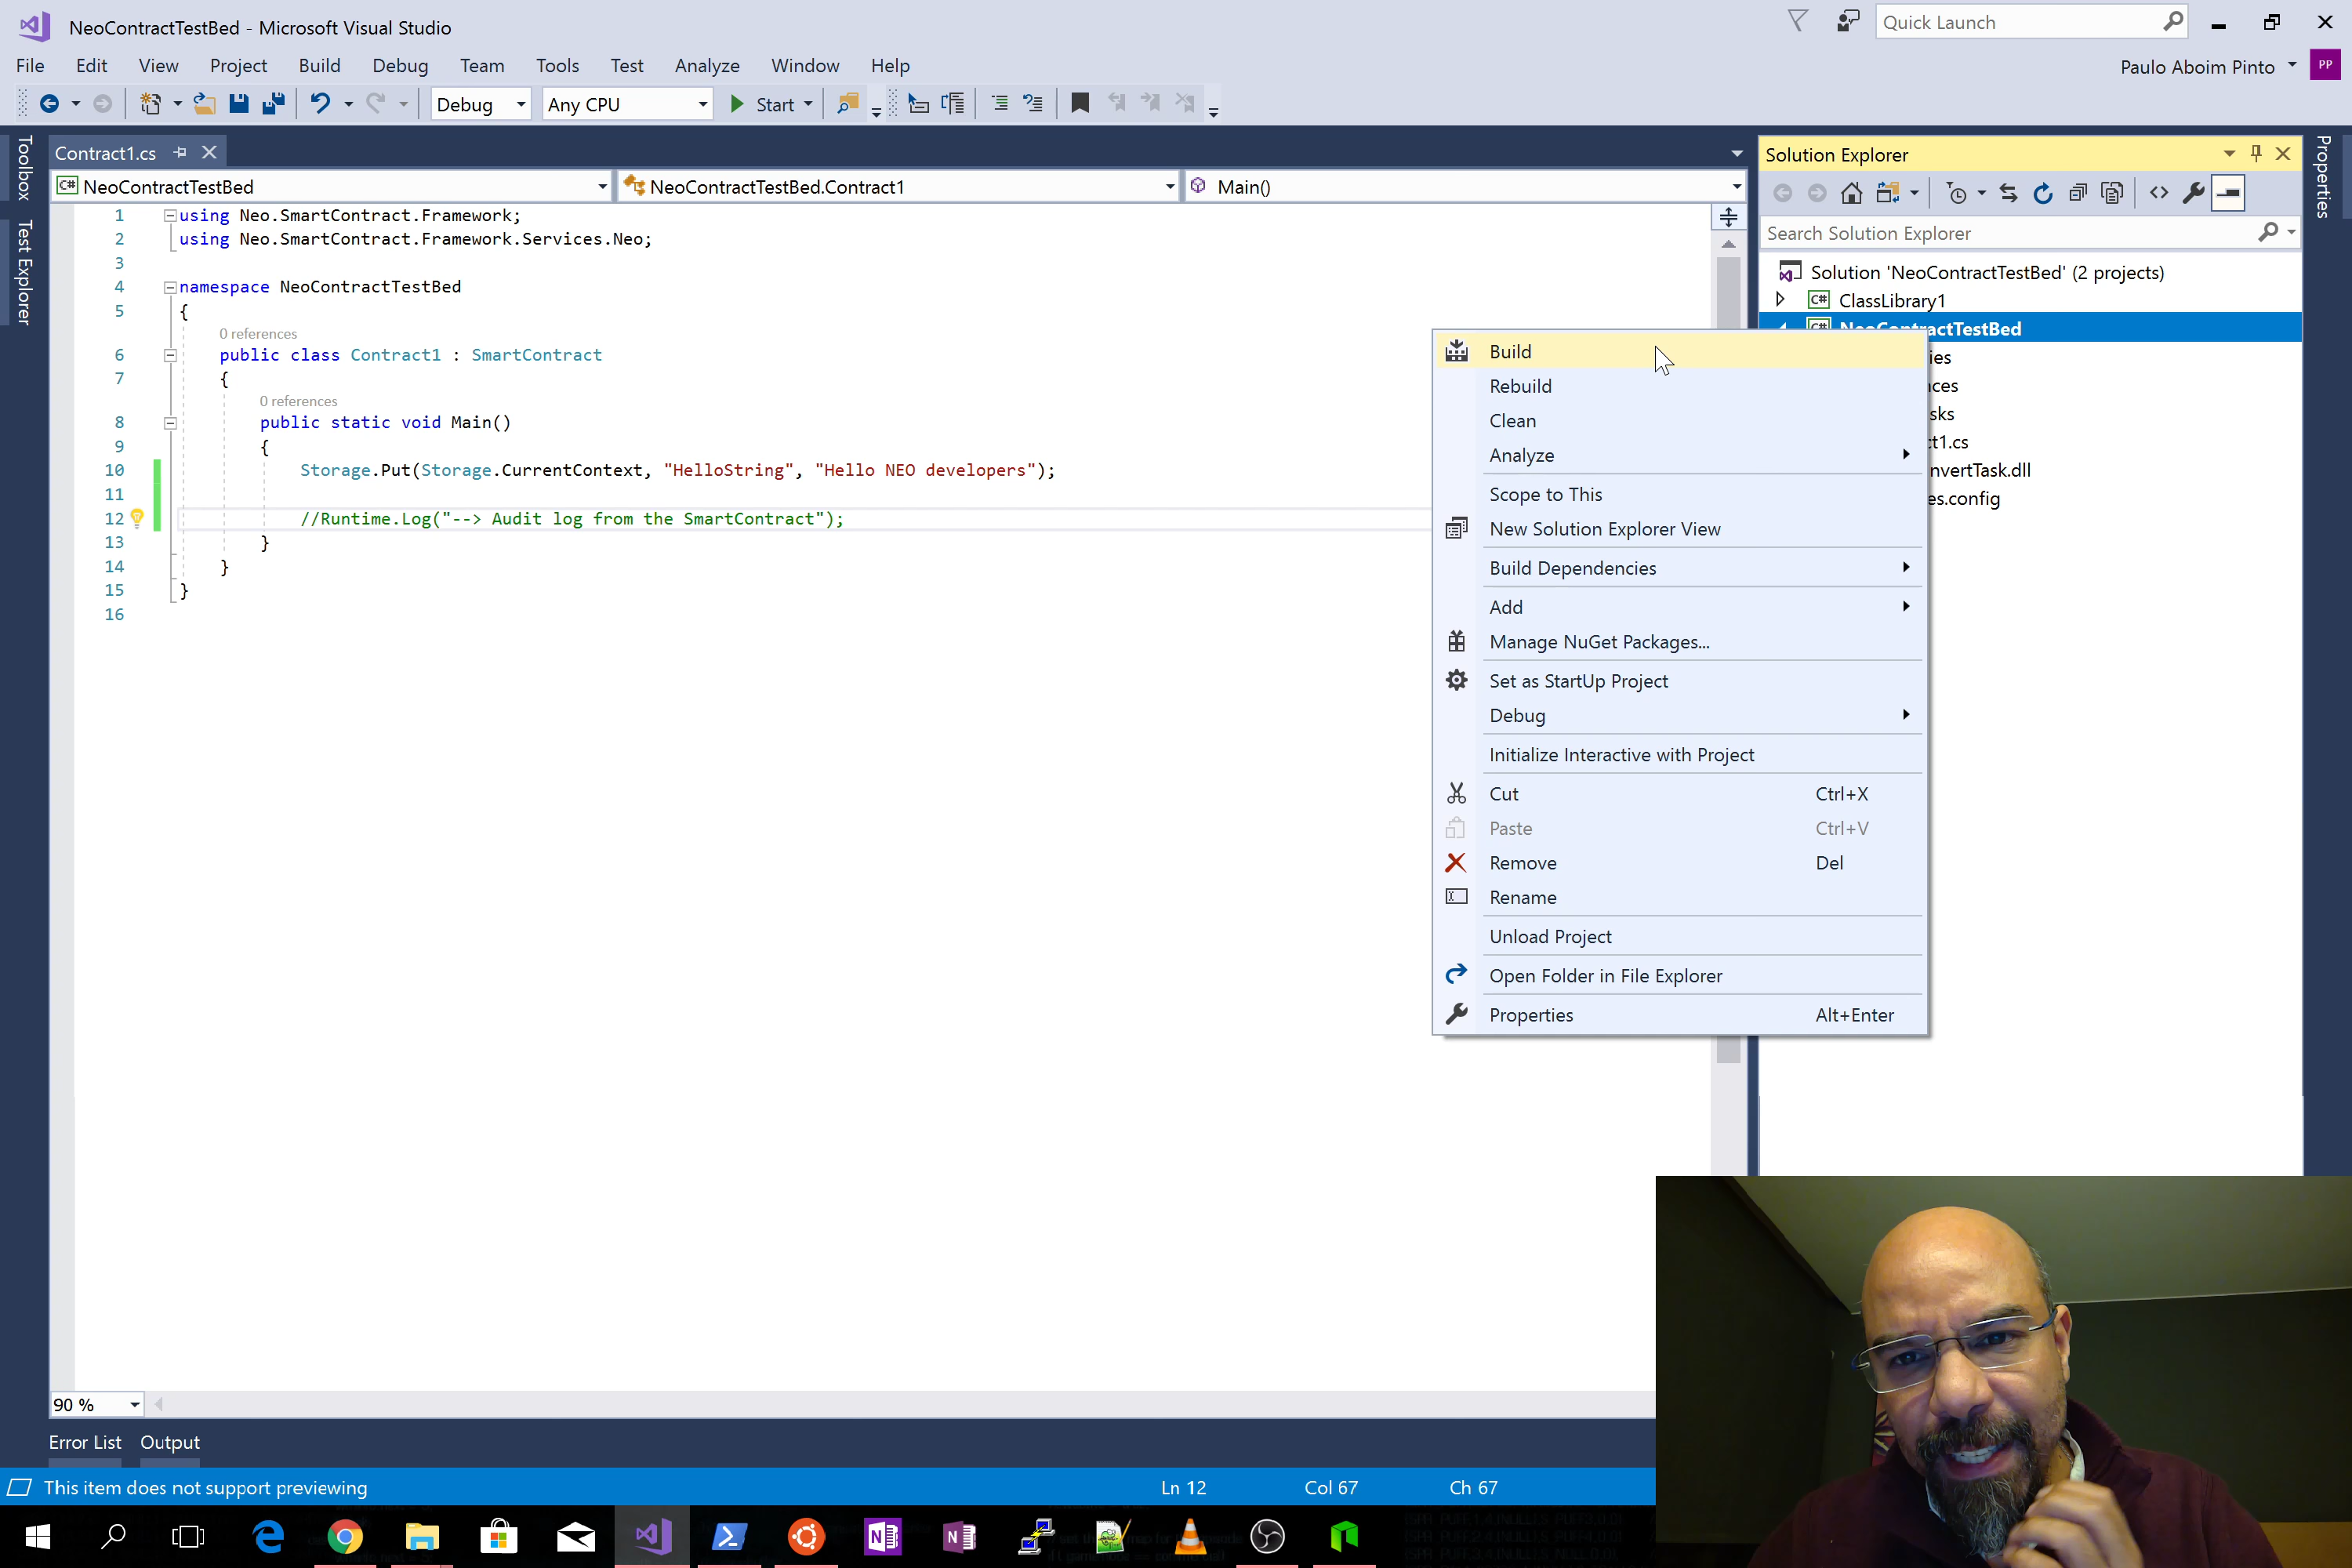 NeoContractTestBed - Microsoft Visual Studio
Quick Launch
File Edit View Project Build Debug Team Tools Test Analyze Window Help
Paulo Aboim Pinto PP
Debug Any CPU Start
Toolbox
Test Explorer
Contract1.cs
NeoContractTestBed NeoContractTestBed.Contract1 Main()
1 using Neo.SmartContract.Framework;
2 using Neo.SmartContract.Framework.Services.Neo;
3
4 namespace NeoContractTestBed
5 {
0 references
6 public class Contract1 : SmartContract
7 {
0 references
8 public static void Main()
9 {
10 Storage.Put(Storage.CurrentContext, "HelloString", "Hello NEO developers");
11
12 //Runtime.Log("--> Audit log from the SmartContract");
13 }
14 }
15 }
16
Solution Explorer
Search Solution Explorer
Solution 'NeoContractTestBed' (2 projects)
C# ClassLibrary1
C# NeoContractTestBed
ies
nces
sks
ct1.cs
nvertTask.dll
es.config
Properties
Build
Rebuild
Clean
Analyze
Scope to This
New Solution Explorer View
Build Dependencies
Add
Manage NuGet Packages...
Set as StartUp Project
Debug
Initialize Interactive with Project
Cut Ctrl+X
Paste Ctrl+V
Remove Del
Rename
Unload Project
Open Folder in File Explorer
Properties Alt+Enter
90 %
Error List Output
This item does not support previewing
Ln 12 Col 67 Ch 67